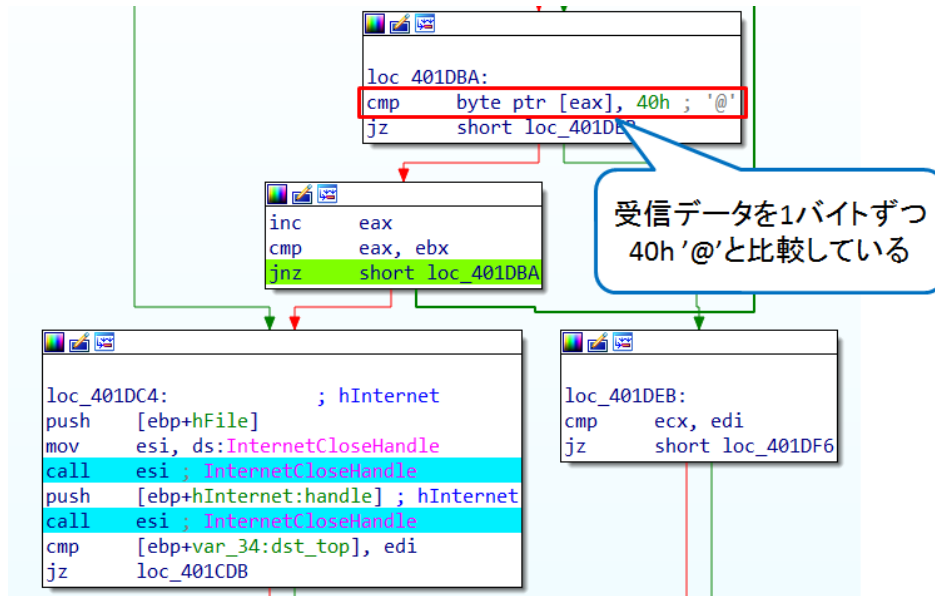 loc_401DBA:
cmp     byte ptr [eax], 40h ; '@'
jz      short loc_401DEB
受信データを1バイトずつ
40h '@'と比較している
inc     eax
cmp     eax, ebx
jnz     short loc_401DBA
loc_401DC4:            ; hInternet
push    [ebp+hFile]
mov     esi, ds:InternetCloseHandle
call    esi ; InternetCloseHandle
push    [ebp+hInternet:handle] ; hInternet
call    esi ; InternetCloseHandle
cmp     [ebp+var_34:dst_top], edi
jz      loc_401CDB
loc_401DEB:
cmp     ecx, edi
jz      short loc_401DF6